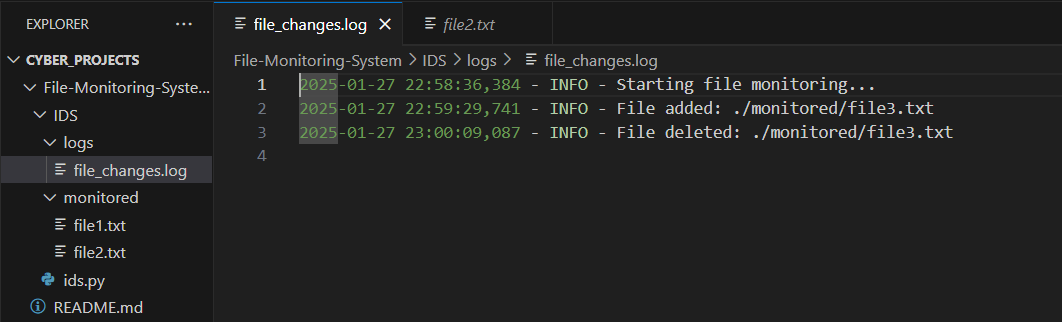 EXPLORER ...
CYBER_PROJECTS
File-Monitoring-Syste...
IDS
logs
file_changes.log
monitored
file1.txt
file2.txt
ids.py
README.md
file_changes.log
file2.txt
File-Monitoring-System > IDS > logs > file_changes.log
1 2025-01-27 22:58:36,384 - INFO - Starting file monitoring...
2 2025-01-27 22:59:29,741 - INFO - File added: ./monitored/file3.txt
3 2025-01-27 23:00:09,087 - INFO - File deleted: ./monitored/file3.txt
4